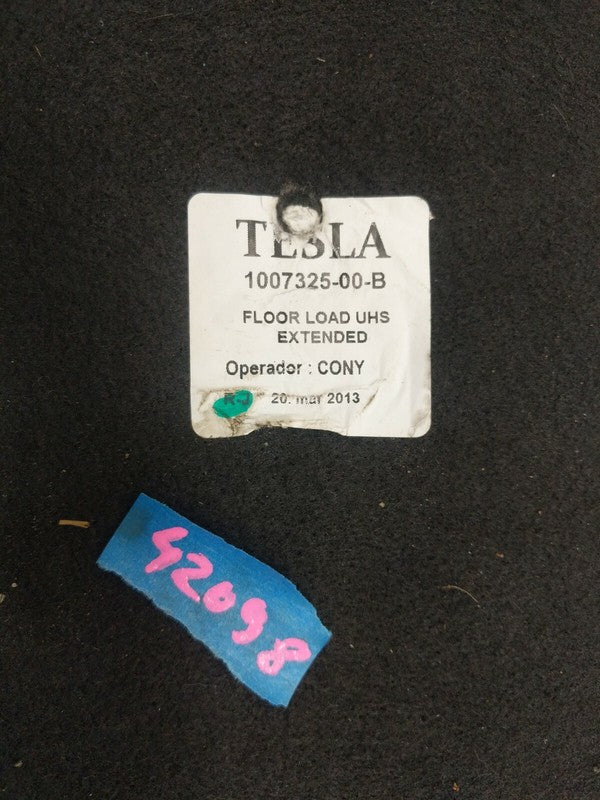 TESLA
1007325-00-B
FLOOR LOAD UHS
EXTENDED
Operador : CONY
R-J 20. mar 2013
42098